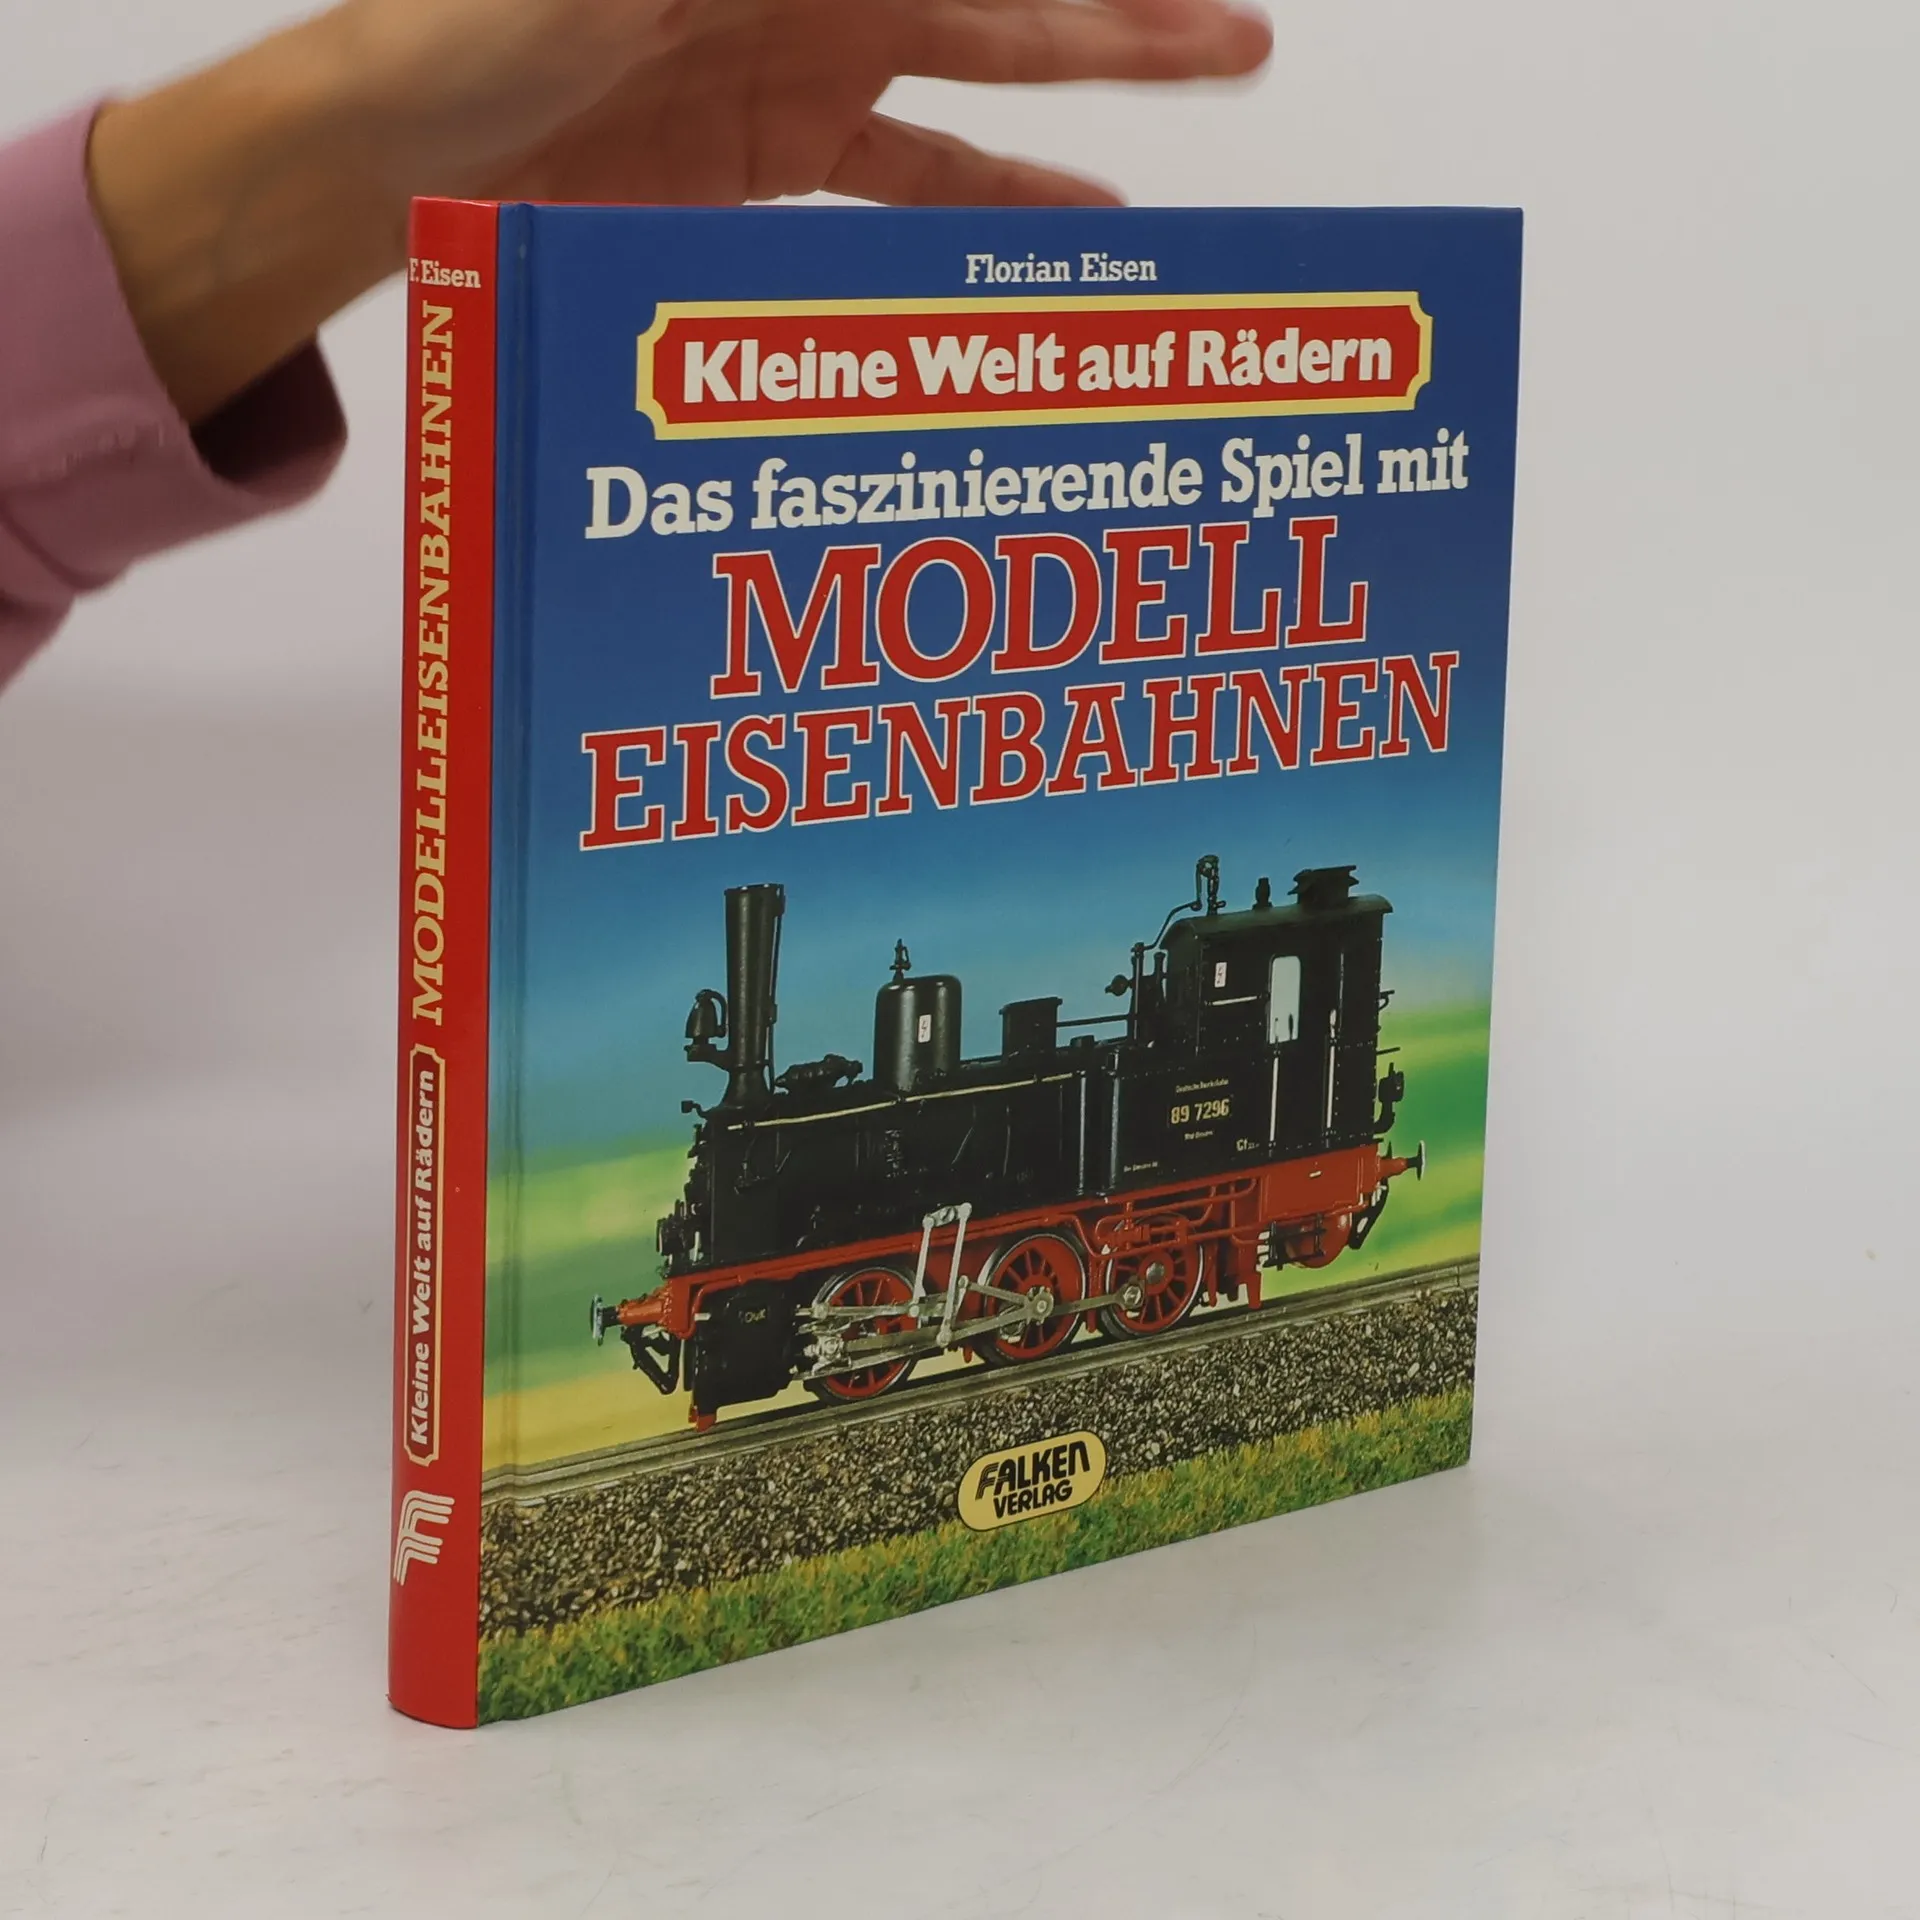 F. Eisen
MODELLEISENBAHNEN
Kleine Welt auf Rädern
Florian Eisen
Kleine Welt auf Rädern
Das faszinierende Spiel mit
MODELL
EISENBAHNEN
89 7296
FALKEN
VERLAG